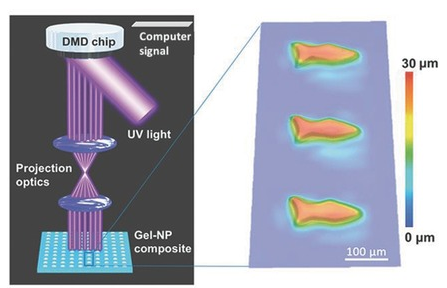 DMD chip
Computer
signal
UV light
Projection
optics
Gel-NP
composite
30 µm
0 µm
100 µm